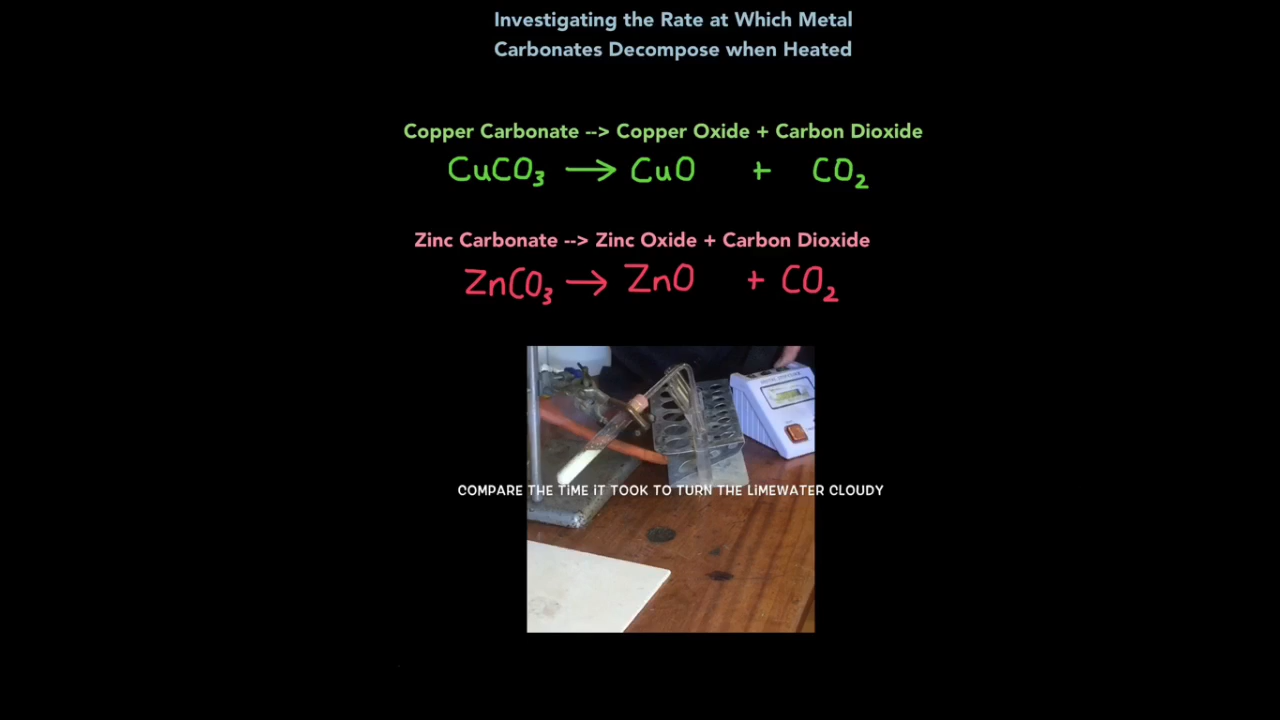 Investigating the Rate at Which Metal
Carbonates Decompose when Heated
Copper Carbonate --> Copper Oxide + Carbon Dioxide
CuCO₃ → CuO + CO₂
Zinc Carbonate --> Zinc Oxide + Carbon Dioxide
ZnCO₃ → ZnO + CO₂
COMPARE THE TiME iT TOOK TO TURN THE LiMEWATER CLOUDY